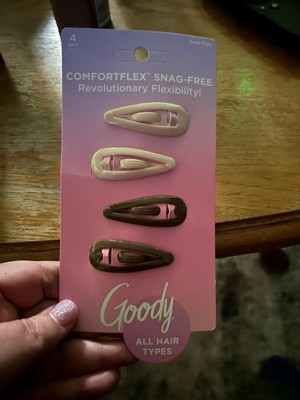 4
COMFORTFLEX™ SNAG-FREE
Revolutionary Flexibility!
Goody
ALL HAIR
TYPES